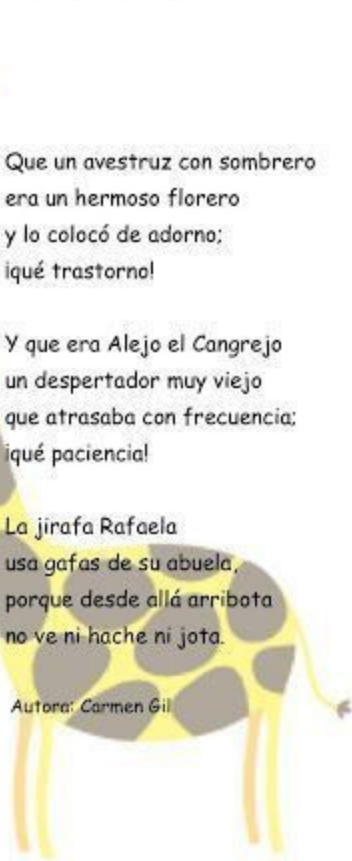 Que un avestruz con sombrero
era un hermoso florero
y lo colocó de adorno;
¡qué trastorno!
Y que era Alejo el Cangrejo
un despertador muy viejo
que atrasaba con frecuencia;
¡qué paciencia!
La jirafa Rafaela
usa gafas de su abuela,
porque desde allá arribota
no ve ni hache ni jota.
Autora: Carmen Gil